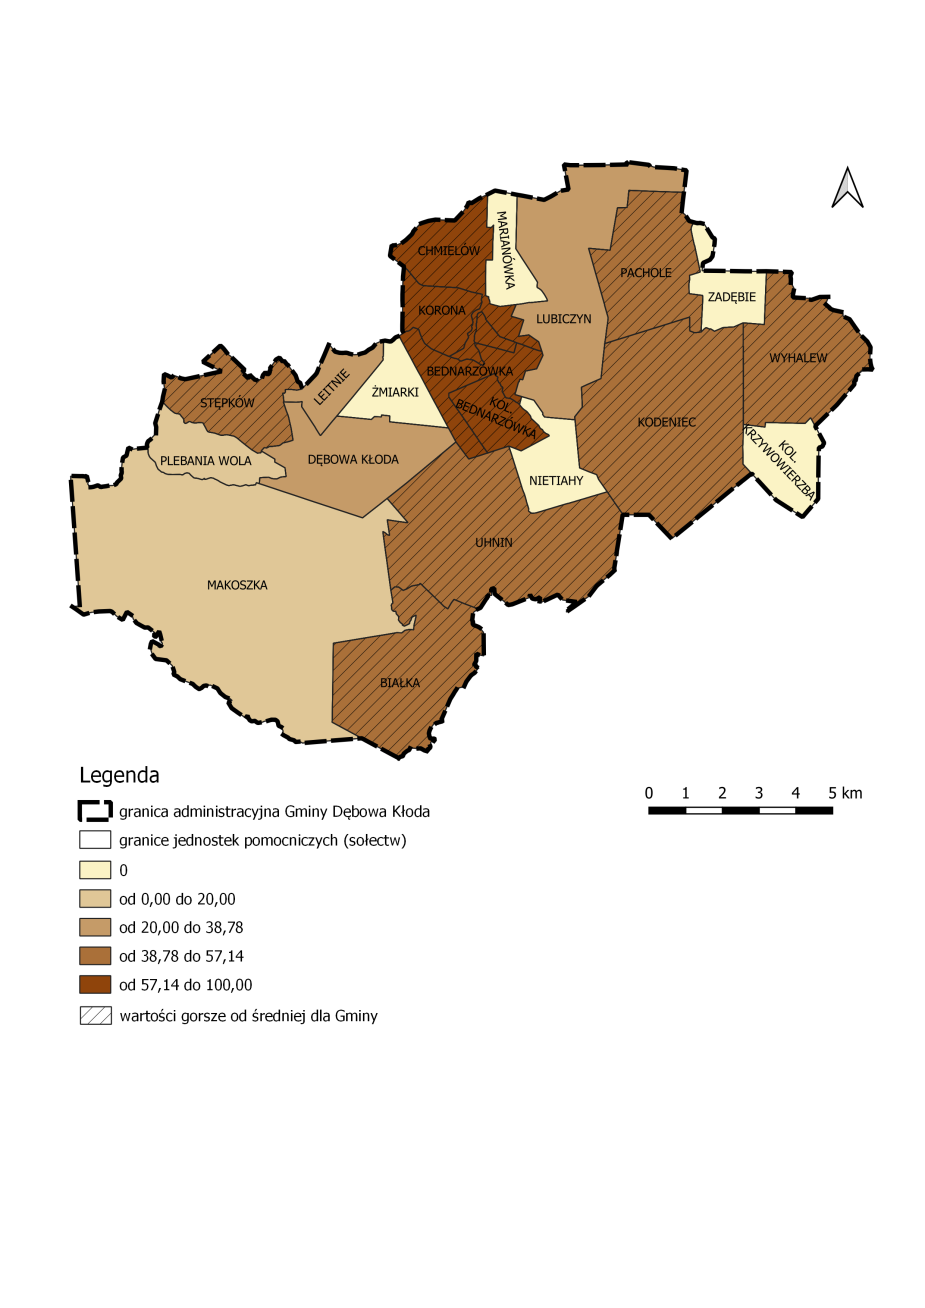 MARIANÓWKA
CHMIELÓW
PACHOLE
ZADĘBIE
KORONA
LUBICZYN
WYHALEW
BEDNARZÓWKA
LEITNIE
ŻMIARKI
STĘPKÓW
KOL.
BEDNARZÓWKA
KODENIEC
KOL.
KRZYWOWIERZBA
PLEBANIA WOLA
DĘBOWA KŁODA
NIETIAHY
UHNIN
MAKOSZKA
BIAŁKA
Legenda
granica administracyjna Gminy Dębowa Kłoda
granice jednostek pomocniczych (sołectw)
0
od 0,00 do 20,00
od 20,00 do 38,78
od 38,78 do 57,14
od 57,14 do 100,00
wartości gorsze od średniej dla Gminy
0 1 2 3 4 5 km